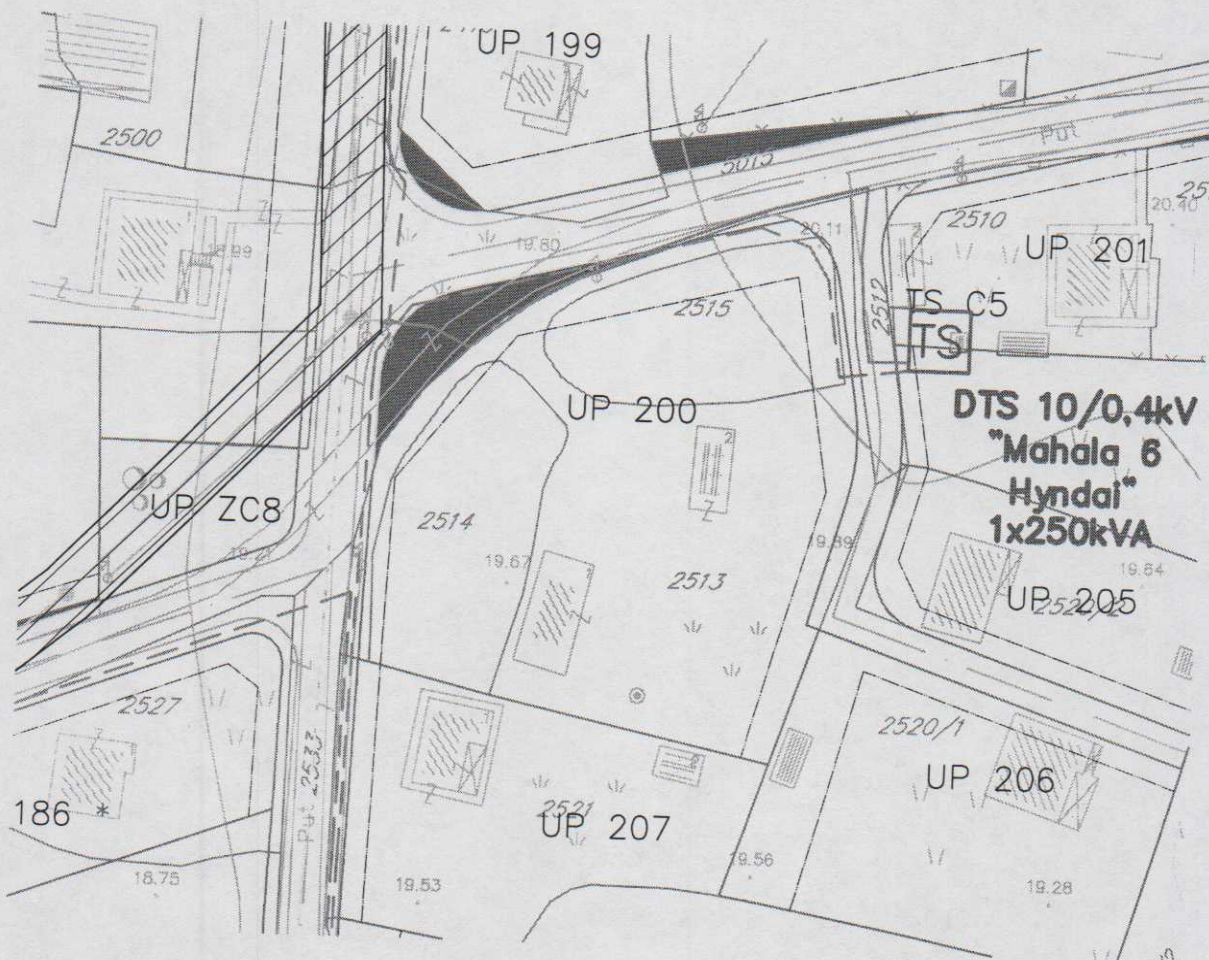 UP 199
2500
5015
Put
18.99
19.80
20.11
2510
20.40
UP 201
2515
2512
TS C5
TS
UP 200
DTS 10/0,4kV
"Mahala 6
Hyndai"
1x250kVA
UP ZC8
2514
19.67
19.89
2513
19.64
UP 205
2520/2
2527
2520/1
Put 2533
UP 206
186
*
2521
UP 207
18.75
19.53
19.56
19.28